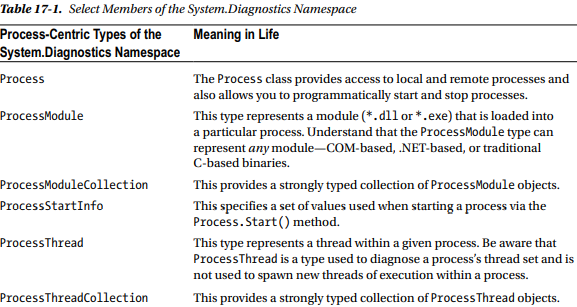 Table 17-1. Select Members of the System.Diagnostics Namespace
Process-Centric Types of the Meaning in Life
System.Diagnostics Namespace
Process The Process class provides access to local and remote processes and
also allows you to programmatically start and stop processes.
ProcessModule This type represents a module (*.dll or *.exe) that is loaded into
a particular process. Understand that the ProcessModule type can
represent any module—COM-based, .NET-based, or traditional
C-based binaries.
ProcessModuleCollection This provides a strongly typed collection of ProcessModule objects.
ProcessStartInfo This specifies a set of values used when starting a process via the
Process.Start() method.
ProcessThread This type represents a thread within a given process. Be aware that
ProcessThread is a type used to diagnose a process’s thread set and is
not used to spawn new threads of execution within a process.
ProcessThreadCollection This provides a strongly typed collection of ProcessThread objects.